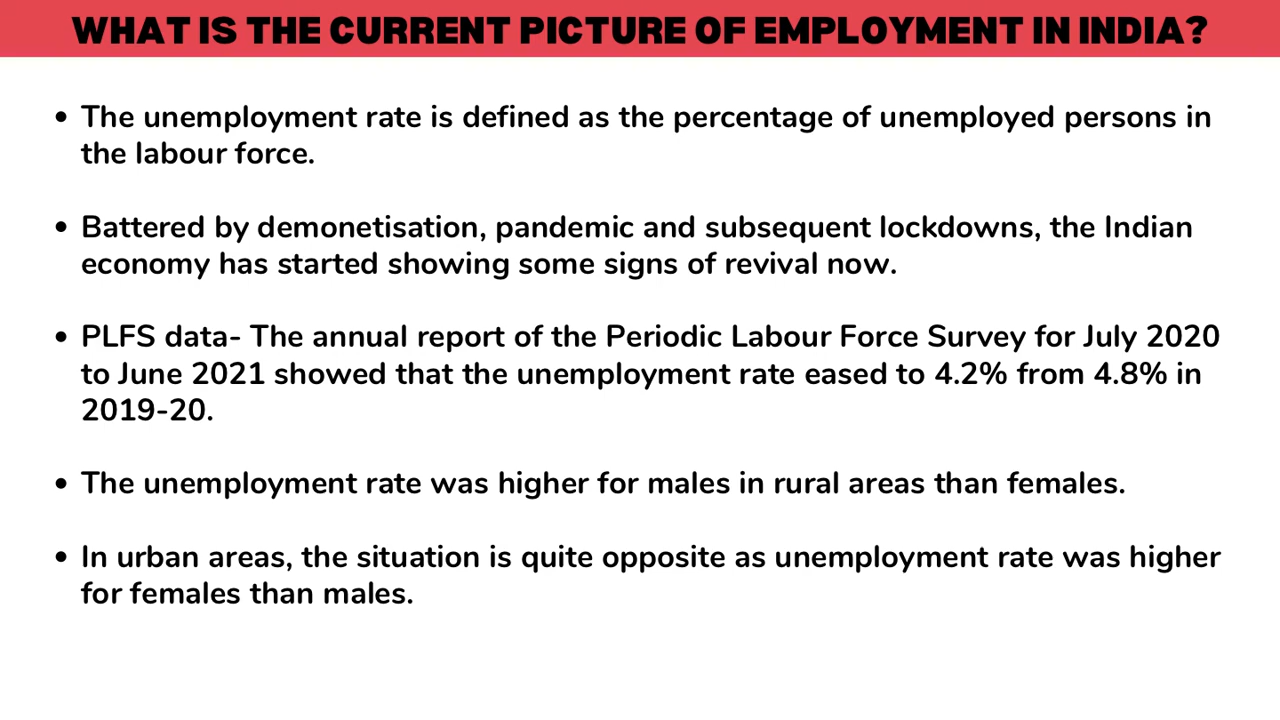 WHAT IS THE CURRENT PICTURE OF EMPLOYMENT IN INDIA?
• The unemployment rate is defined as the percentage of unemployed persons in
the labour force.
• Battered by demonetisation, pandemic and subsequent lockdowns, the Indian
economy has started showing some signs of revival now.
• PLFS data- The annual report of the Periodic Labour Force Survey for July 2020
to June 2021 showed that the unemployment rate eased to 4.2% from 4.8% in
2019-20.
• The unemployment rate was higher for males in rural areas than females.
• In urban areas, the situation is quite opposite as unemployment rate was higher
for females than males.